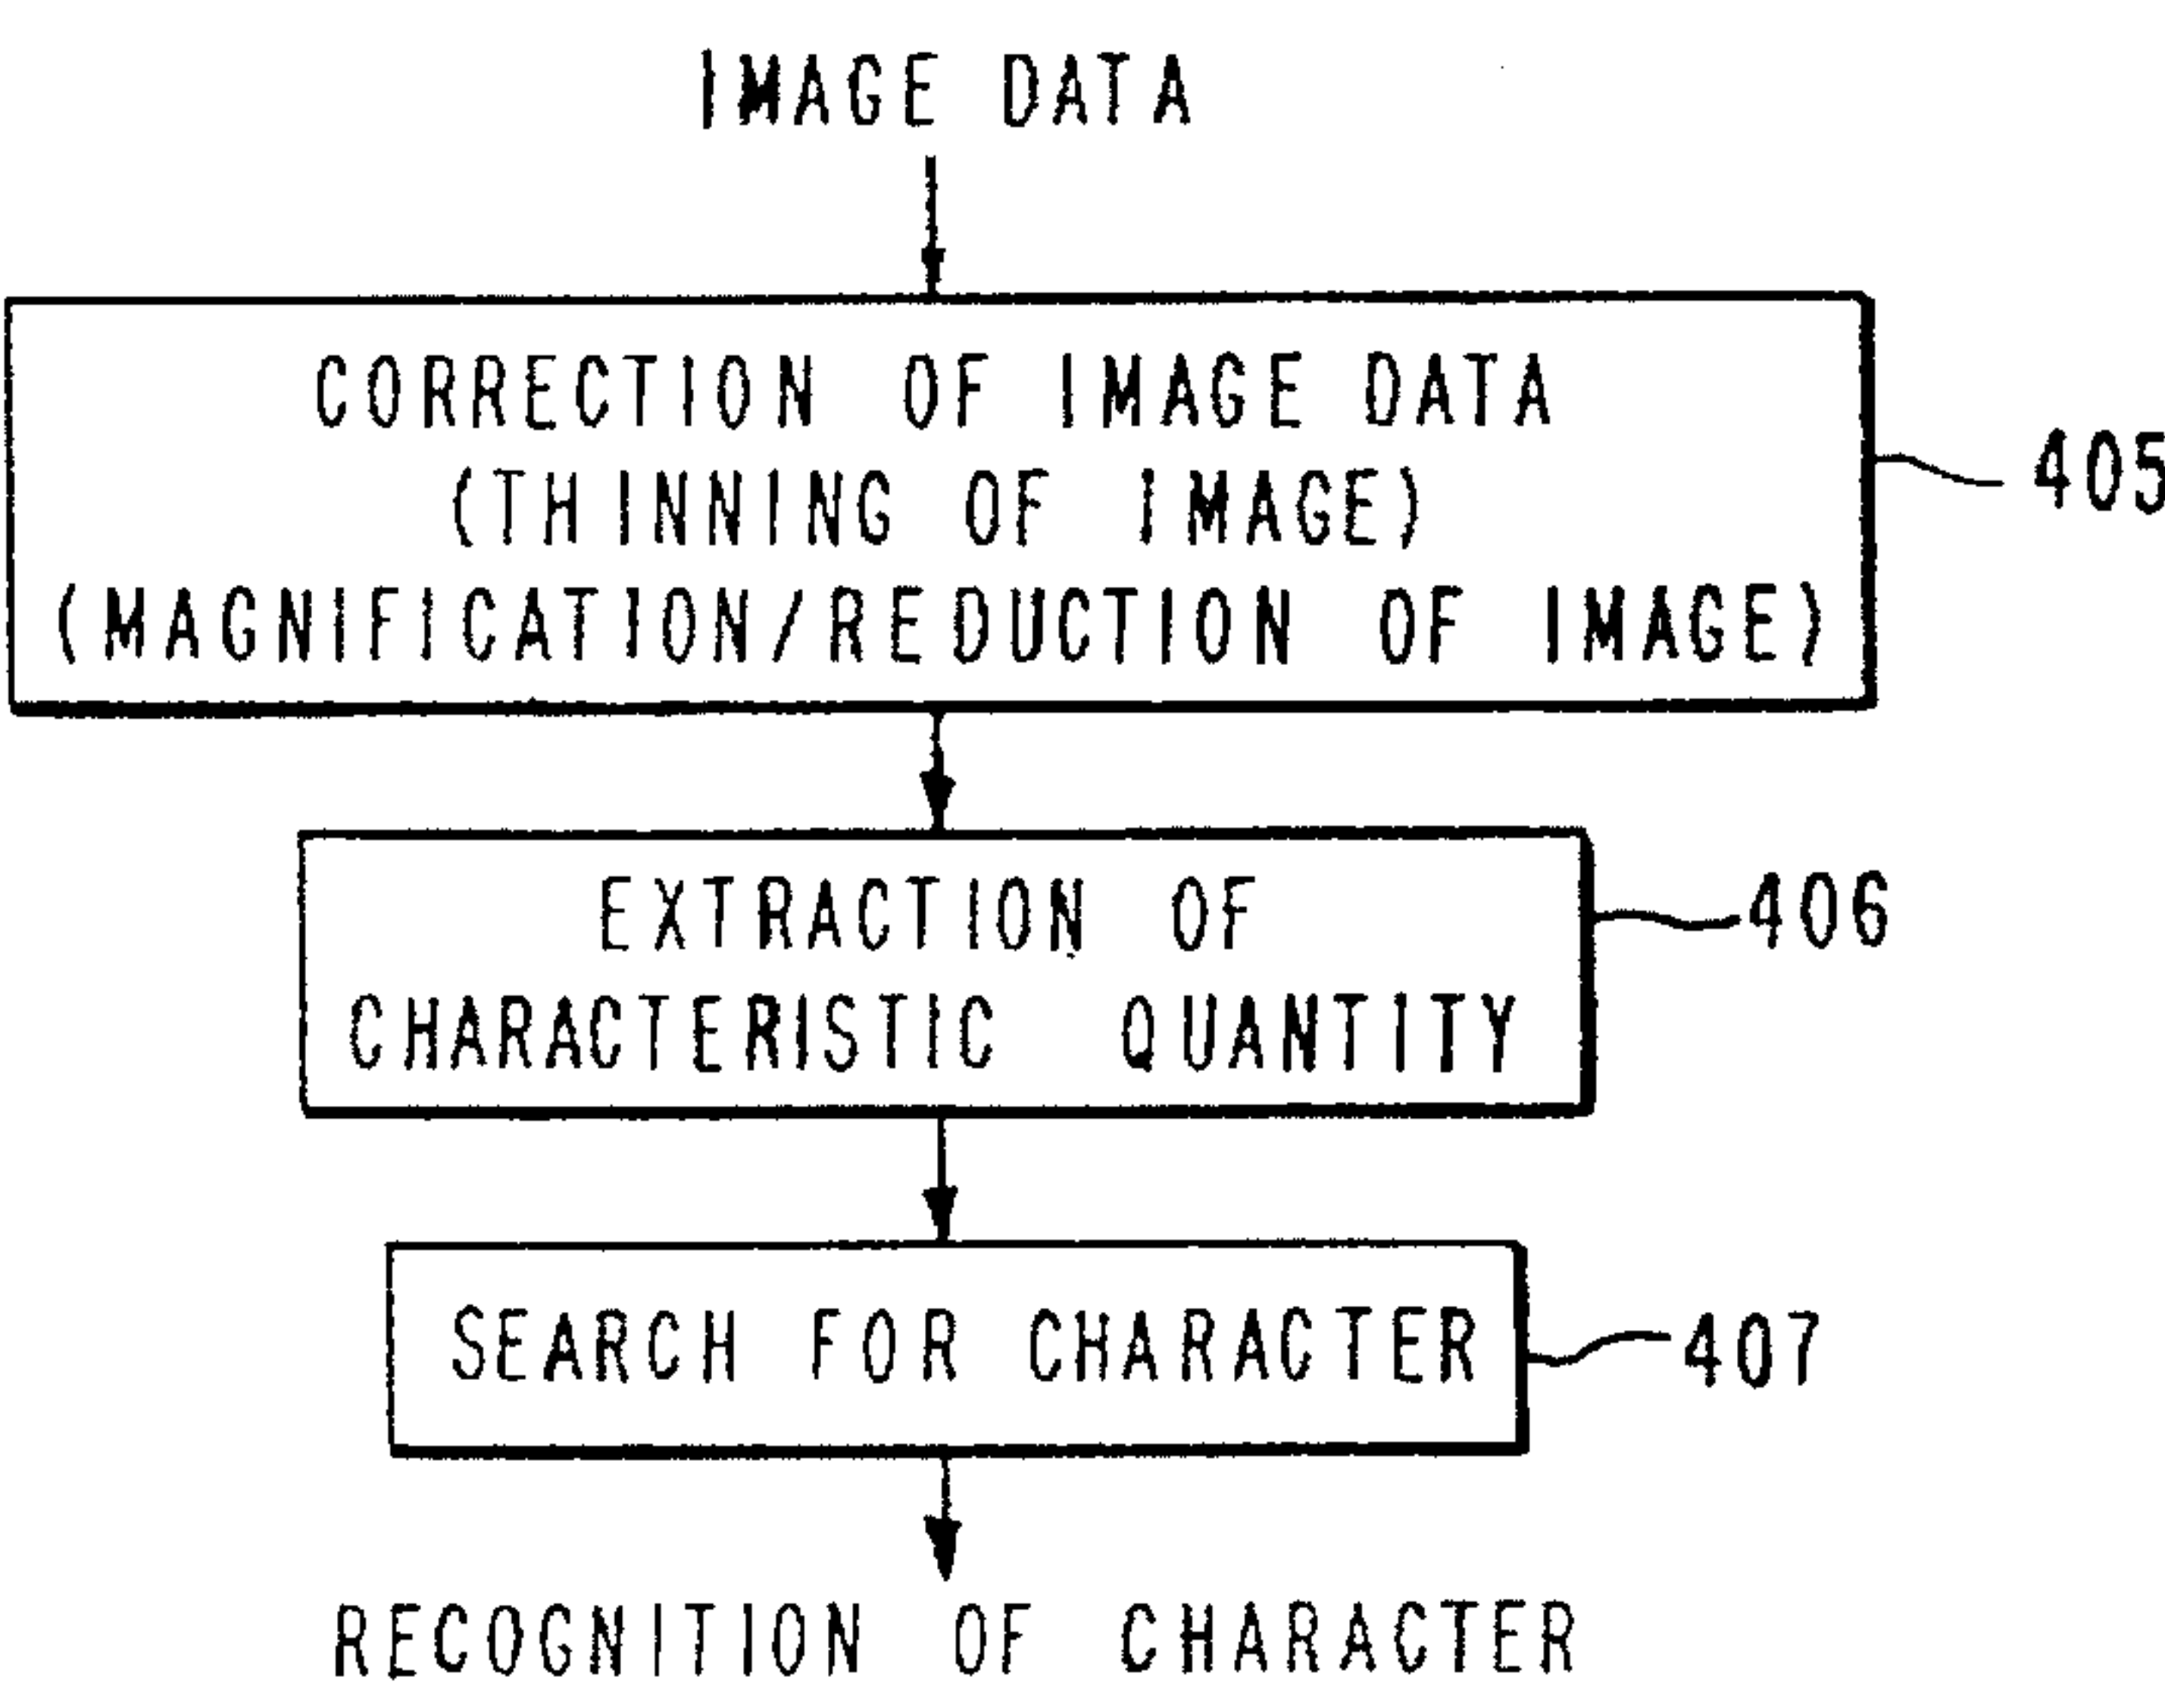 IMAGE DATA
CORRECTION OF IMAGE DATA
(THINNING OF IMAGE)
405
(MAGNIFICATION/REDUCTION OF IMAGE)
EXTRACTION OF
406
CHARACTERISTIC QUANTITY
SEARCH FOR CHARACTER
407
RECOGNITION OF CHARACTER